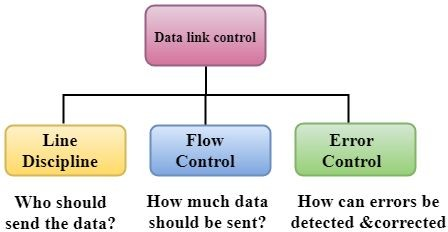 Data link control
Line
Discipline
Flow
Control
Error
Control
Who should
send the data?
How much data
should be sent?
How can errors be
detected &corrected